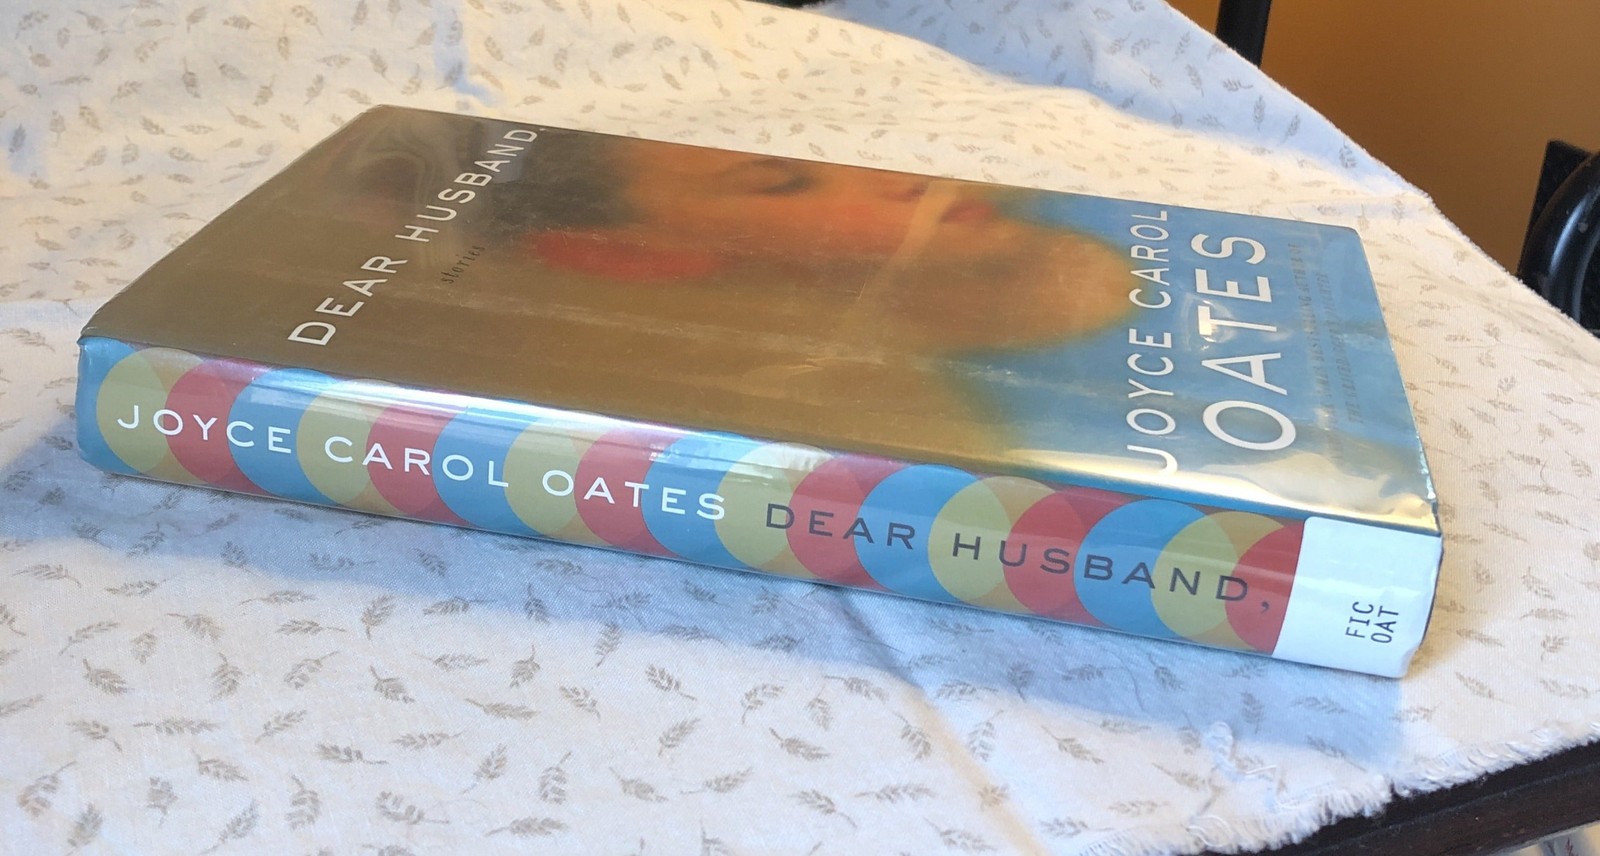 DEAR HUSBAND,
stories
JOYCE CAROL
OATES
JOYCE CAROL OATES DEAR HUSBAND,
FIC
OAT